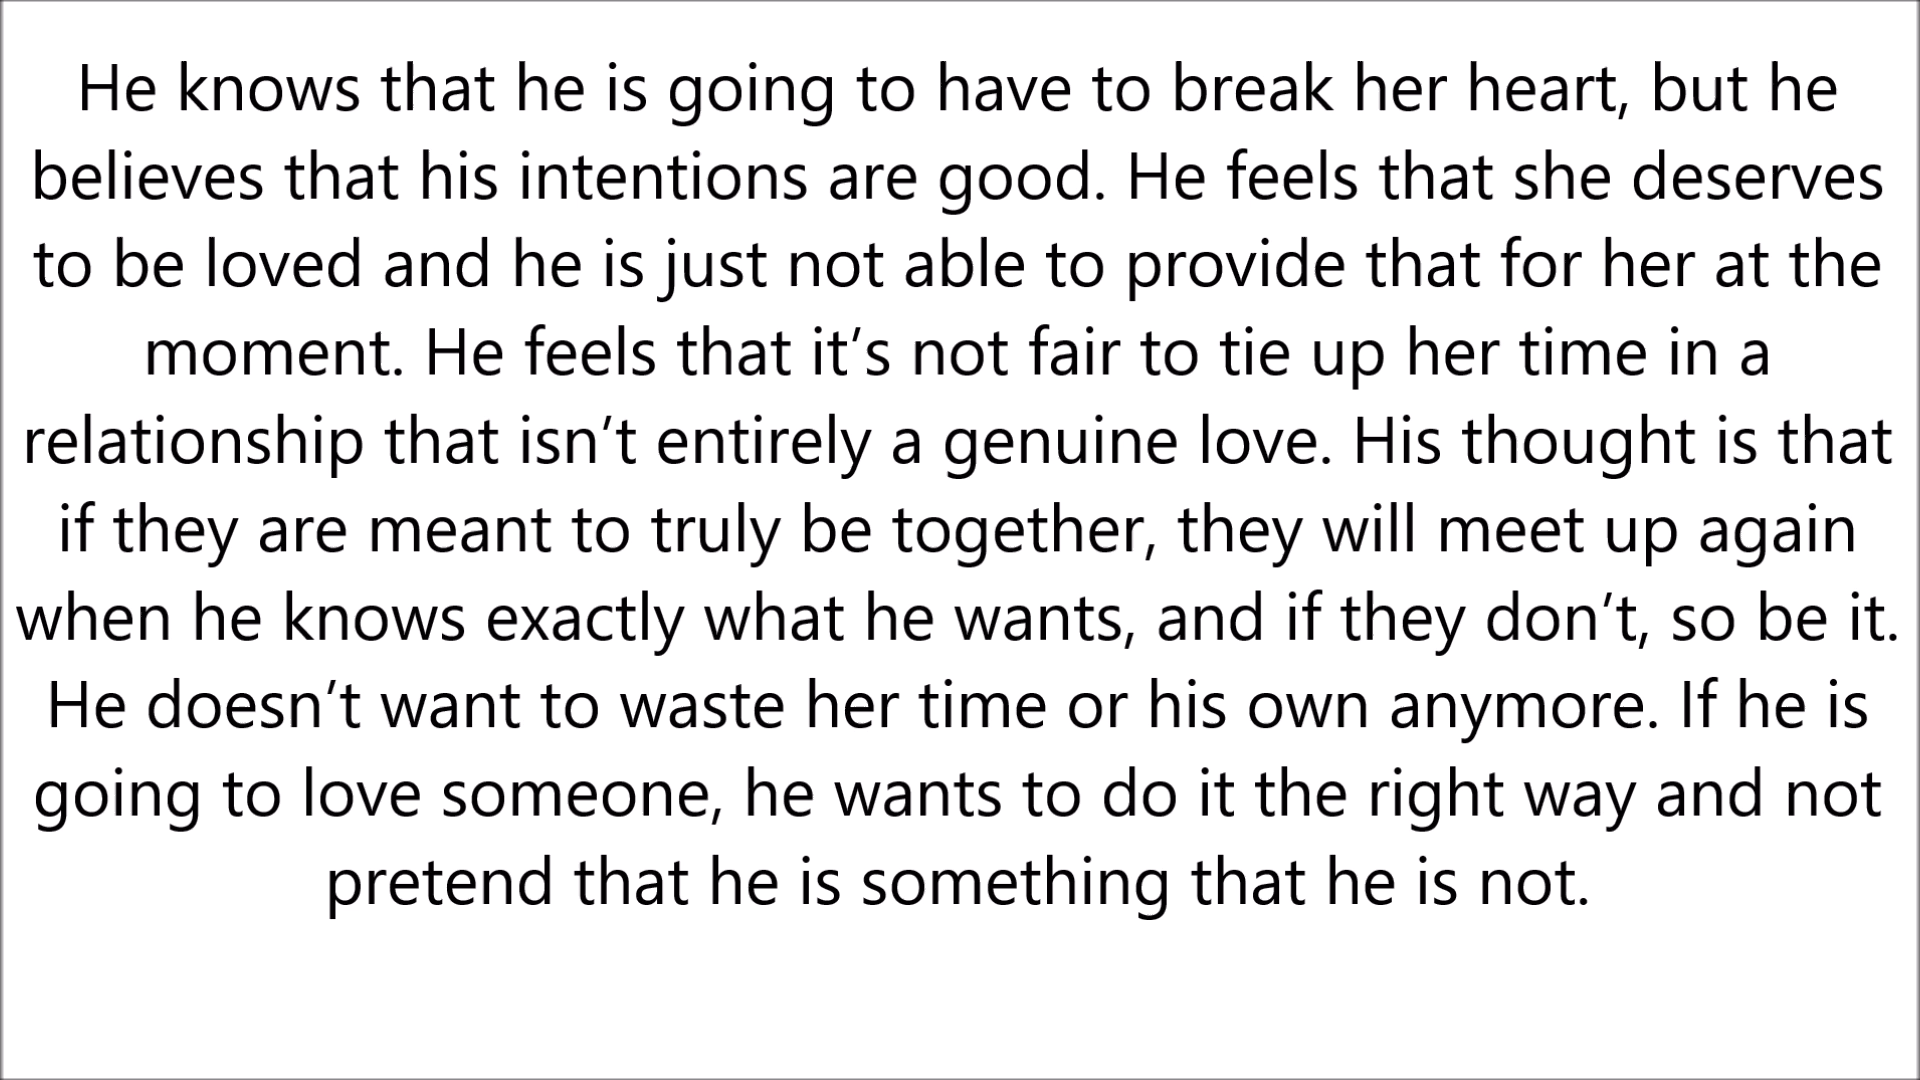 He knows that he is going to have to break her heart, but he
believes that his intentions are good. He feels that she deserves
to be loved and he is just not able to provide that for her at the
moment. He feels that it’s not fair to tie up her time in a
relationship that isn’t entirely a genuine love. His thought is that
if they are meant to truly be together, they will meet up again
when he knows exactly what he wants, and if they don’t, so be it.
He doesn’t want to waste her time or his own anymore. If he is
going to love someone, he wants to do it the right way and not
pretend that he is something that he is not.